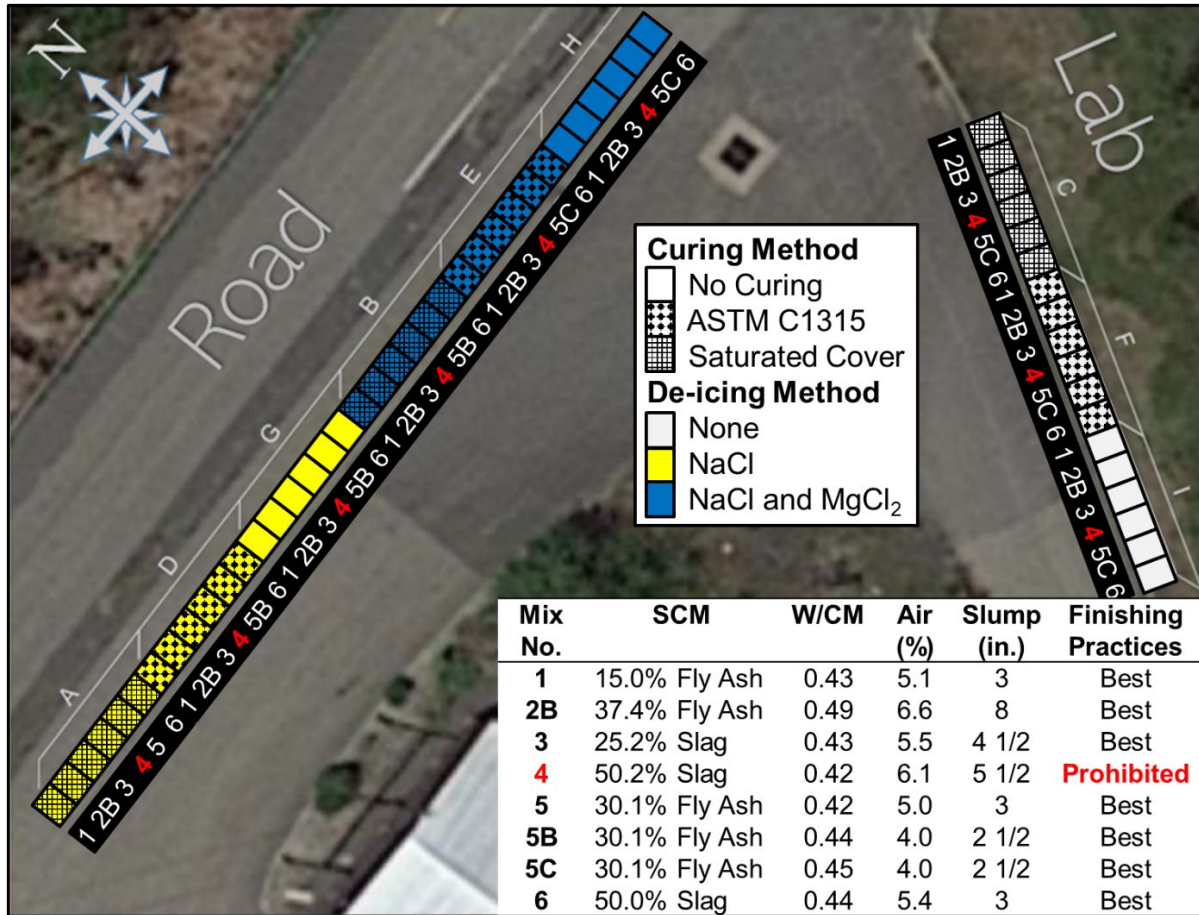 N
Road
Lab
A
D
G
B
E
H
1 2B 3 4 5 6 1 2B 3 4 5B 6 1 2B 3 4 5B 6 1 2B 3 4 5B 6 1 2B 3 4 5C 6 1 2B 3 4 5C 6
C
F
I
1 2B 3 4 5C 6 1 2B 3 4 5C 6 1 2B 3 4 5C 6
Curing Method
No Curing
ASTM C1315
Saturated Cover
De-icing Method
None
NaCl
NaCl and MgCl₂
Mix No. SCM W/CM Air (%) Slump (in.) Finishing Practices
1 15.0% Fly Ash 0.43 5.1 3 Best
2B 37.4% Fly Ash 0.49 6.6 8 Best
3 25.2% Slag 0.43 5.5 4 1/2 Best
4 50.2% Slag 0.42 6.1 5 1/2 Prohibited
5 30.1% Fly Ash 0.42 5.0 3 Best
5B 30.1% Fly Ash 0.44 4.0 2 1/2 Best
5C 30.1% Fly Ash 0.45 4.0 2 1/2 Best
6 50.0% Slag 0.44 5.4 3 Best